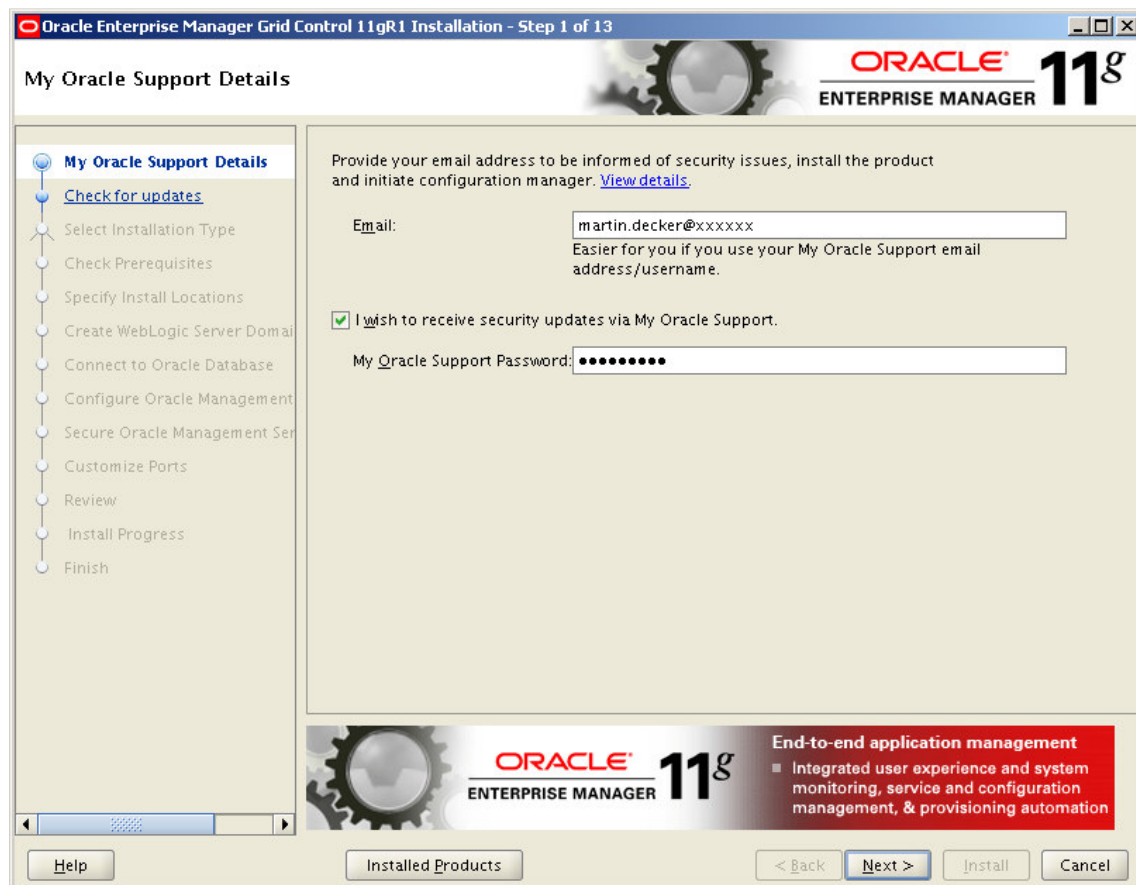 Oracle Enterprise Manager Grid Control 11gR1 Installation - Step 1 of 13
My Oracle Support Details
ORACLE®
ENTERPRISE MANAGER 11g
My Oracle Support Details
Check for updates
Select Installation Type
Check Prerequisites
Specify Install Locations
Create WebLogic Server Domai
Connect to Oracle Database
Configure Oracle Management
Secure Oracle Management Ser
Customize Ports
Review
Install Progress
Finish
Provide your email address to be informed of security issues, install the product
and initiate configuration manager. View details.
Email: martin.decker@xxxxxx
Easier for you if you use your My Oracle Support email
address/username.
I wish to receive security updates via My Oracle Support.
My Oracle Support Password: ●●●●●●●●●
ORACLE®
ENTERPRISE MANAGER 11g
End-to-end application management
■ Integrated user experience and system
monitoring, service and configuration
management, & provisioning automation
Help
Installed Products
< Back
Next >
Install
Cancel